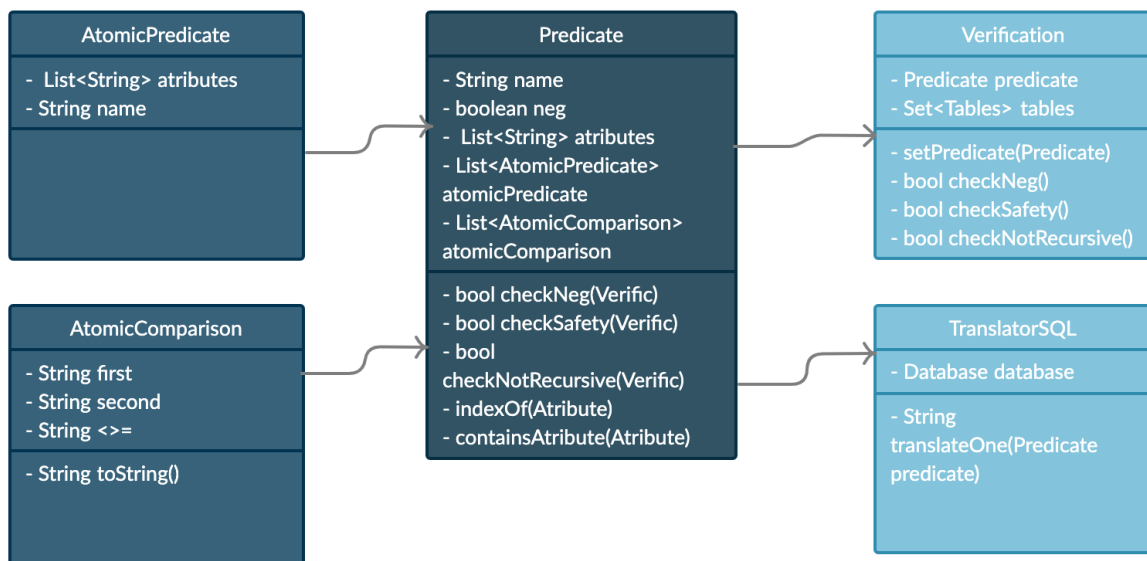 AtomicPredicate
- List<String> atributes
- String name
Predicate
- String name
- boolean neg
- List<String> atributes
- List<AtomicPredicate>
atomicPredicate
- List<AtomicComparison>
atomicComparison
- bool checkNeg(Verific)
- bool checkSafety(Verific)
- bool
checkNotRecursive(Verific)
- indexOf(Atribute)
- containsAtribute(Atribute)
Verification
- Predicate predicate
- Set<Tables> tables
- setPredicate(Predicate)
- bool checkNeg()
- bool checkSafety()
- bool checkNotRecursive()
AtomicComparison
- String first
- String second
- String <>=
- String toString()
TranslatorSQL
- Database database
- String
translateOne(Predicate
predicate)